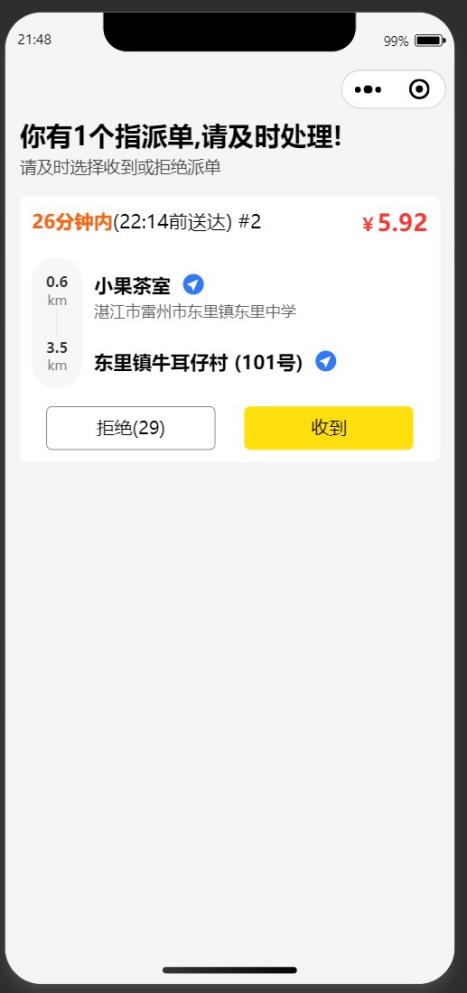 21:48
99%
你有1个指派单,请及时处理!
请及时选择收到或拒绝派单
26分钟内(22:14前送达) #2
¥5.92
0.6
km
小果茶室
湛江市雷州市东里镇东里中学
3.5
km
东里镇牛耳仔村 (101号)
拒绝(29)
收到